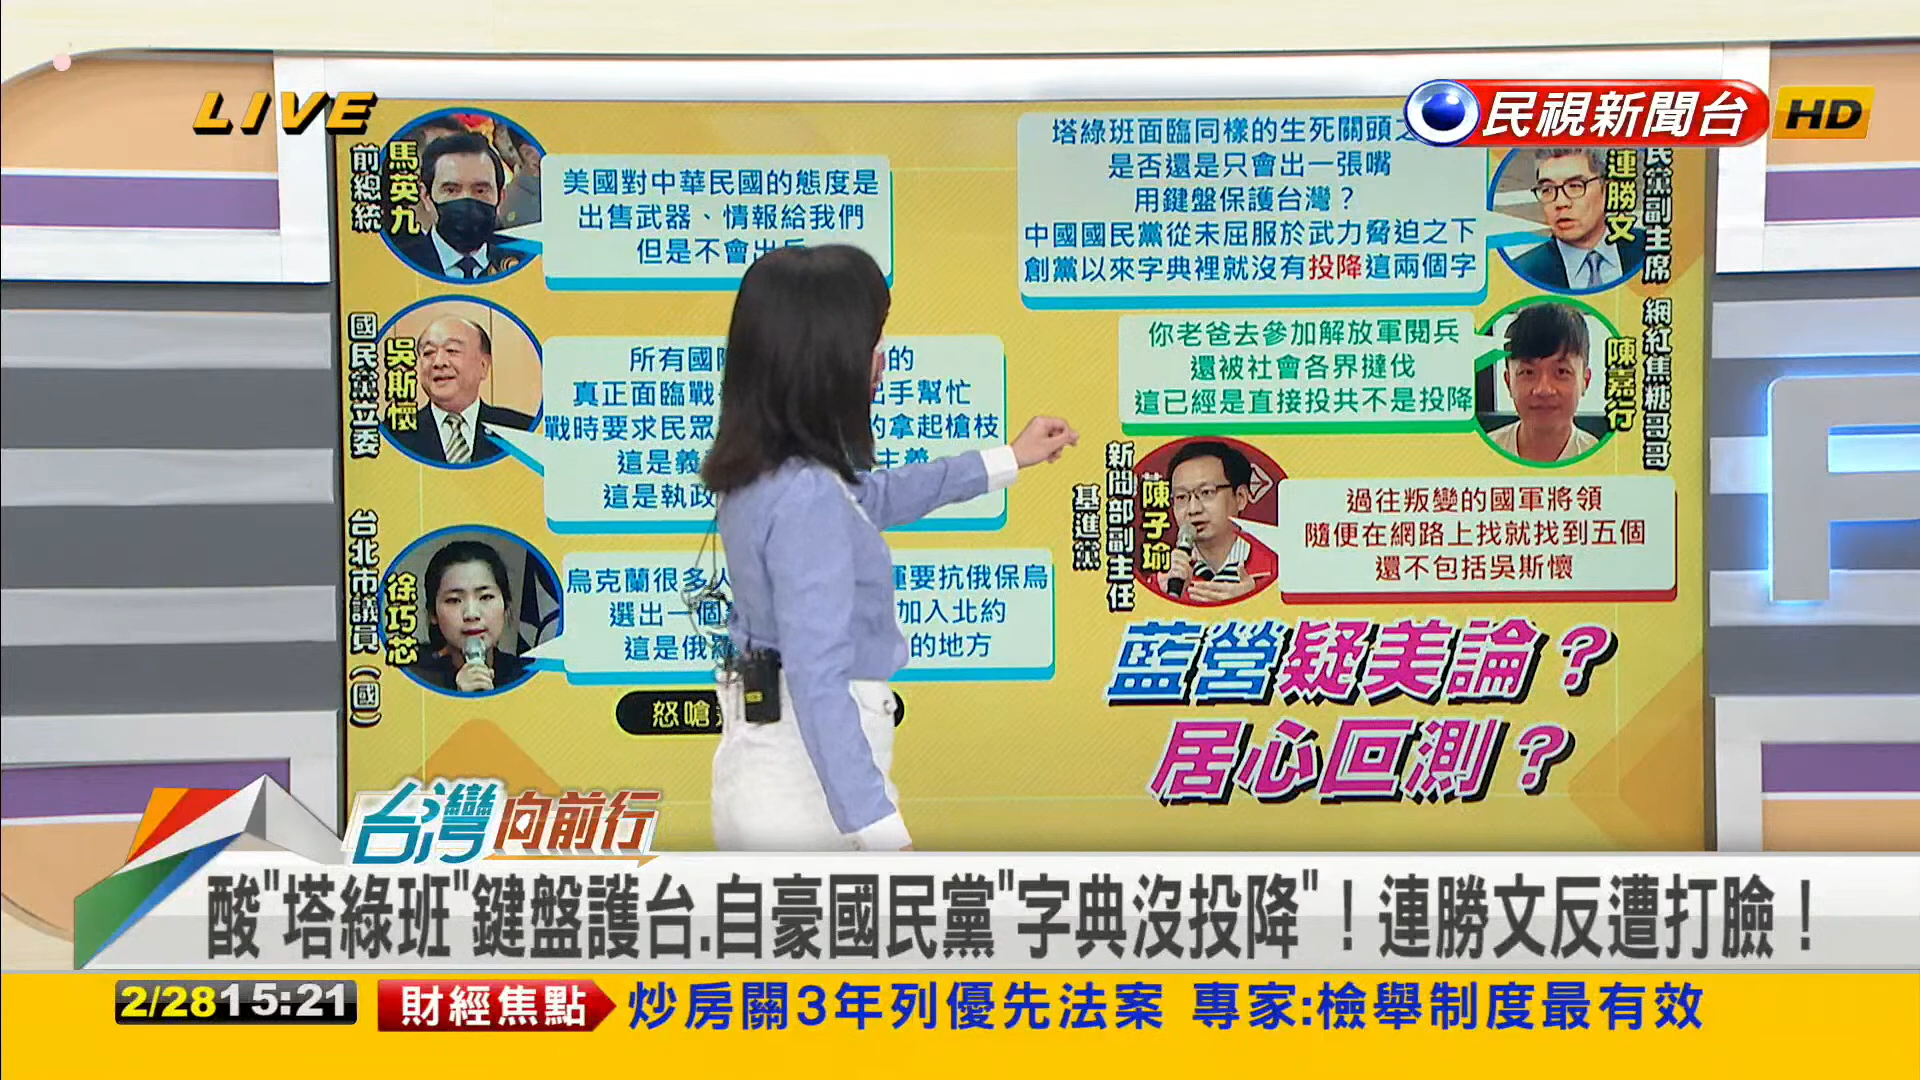 LIVE
民視新聞台
HD
前總統
馬英九
美國對中華民國的態度是
出售武器、情報給我們
但是不會出兵
國民黨立委
吳斯懷
所有國
的
真正面臨戰
出手幫忙
戰時要求民眾
的拿起槍枝
這是義
主義
這是執政
台北市議員(國)
徐巧芯
烏克蘭很多人
要抗俄保烏
選出一個
加入北約
這是俄羅
的地方
怒嗆
塔綠班面臨同樣的生死關頭之
是否還是只會出一張嘴
用鍵盤保護台灣？
中國國民黨從未屈服於武力脅迫之下
創黨以來字典裡就沒有投降這兩個字
民黨副主席
連勝文
你老爸去參加解放軍閱兵
還被社會各界撻伐
這已經是直接投共不是投降
網紅焦糖哥哥
陳嘉行
基進黨
新聞部副主任
陳子瑜
過往叛變的國軍將領
隨便在網路上找就找到五個
還不包括吳斯懷
藍營疑美論？
居心叵測？
台灣向前行
酸"塔綠班"鍵盤護台.自豪國民黨"字典沒投降"！連勝文反遭打臉！
2/28 15:21
財經焦點
炒房關3年列優先法案 專家:檢舉制度最有效